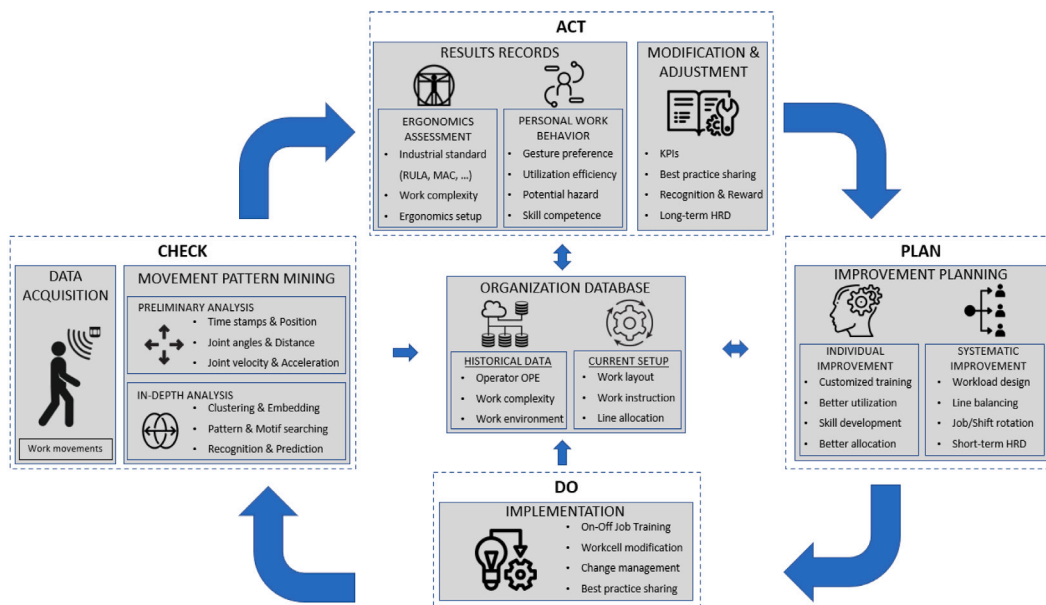 ACT
RESULTS RECORDS
ERGONOMICS
ASSESSMENT
• Industrial standard
(RULA, MAC, ...)
• Work complexity
• Ergonomics setup
PERSONAL WORK
BEHAVIOR
• Gesture preference
• Utilization efficiency
• Potential hazard
• Skill competence
MODIFICATION &
ADJUSTMENT
• KPIs
• Best practice sharing
• Recognition & Reward
• Long-term HRD
CHECK
DATA
ACQUISITION
Work movements
MOVEMENT PATTERN MINING
PRELIMINARY ANALYSIS
• Time stamps & Position
• Joint angles & Distance
• Joint velocity & Acceleration
IN-DEPTH ANALYSIS
• Clustering & Embedding
• Pattern & Motif searching
• Recognition & Prediction
ORGANIZATION DATABASE
HISTORICAL DATA
• Operator OPE
• Work complexity
• Work environment
CURRENT SETUP
• Work layout
• Work instruction
• Line allocation
PLAN
IMPROVEMENT PLANNING
INDIVIDUAL
IMPROVEMENT
• Customized training
• Better utilization
• Skill development
• Better allocation
SYSTEMATIC
IMPROVEMENT
• Workload design
• Line balancing
• Job/Shift rotation
• Short-term HRD
DO
IMPLEMENTATION
• On-Off Job Training
• Workcell modification
• Change management
• Best practice sharing